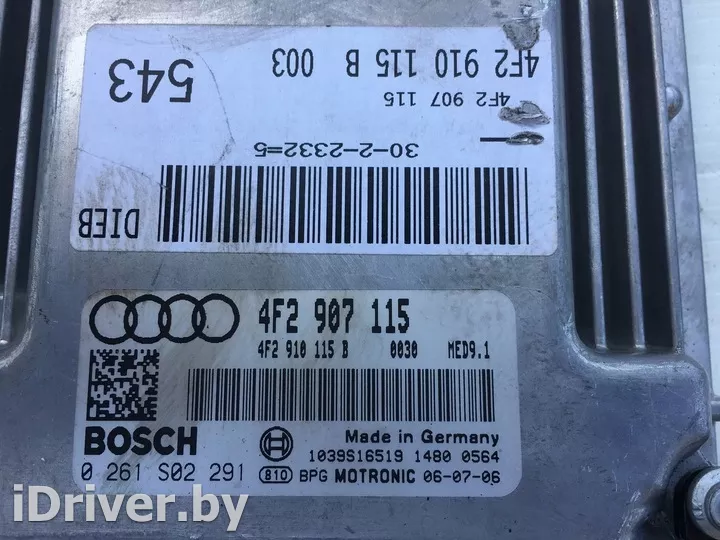 4F2 910 115 B 003
543
4F2 907 115
30-2-2332=5
DIEB
4F2 907 115
4F2 910 115 B 0030 MED9.1
BOSCH
Made in Germany
1039S16519 1480 0564
0 261 S02 291 810 BPG MOTRONIC 06-07-06
iDriver.by